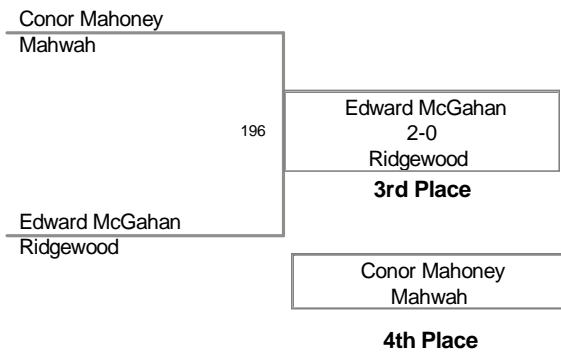 Conor Mahoney
Mahwah
196
Edward McGahan
2-0
Ridgewood
3rd Place
Edward McGahan
Ridgewood
Conor Mahoney
Mahwah
4th Place